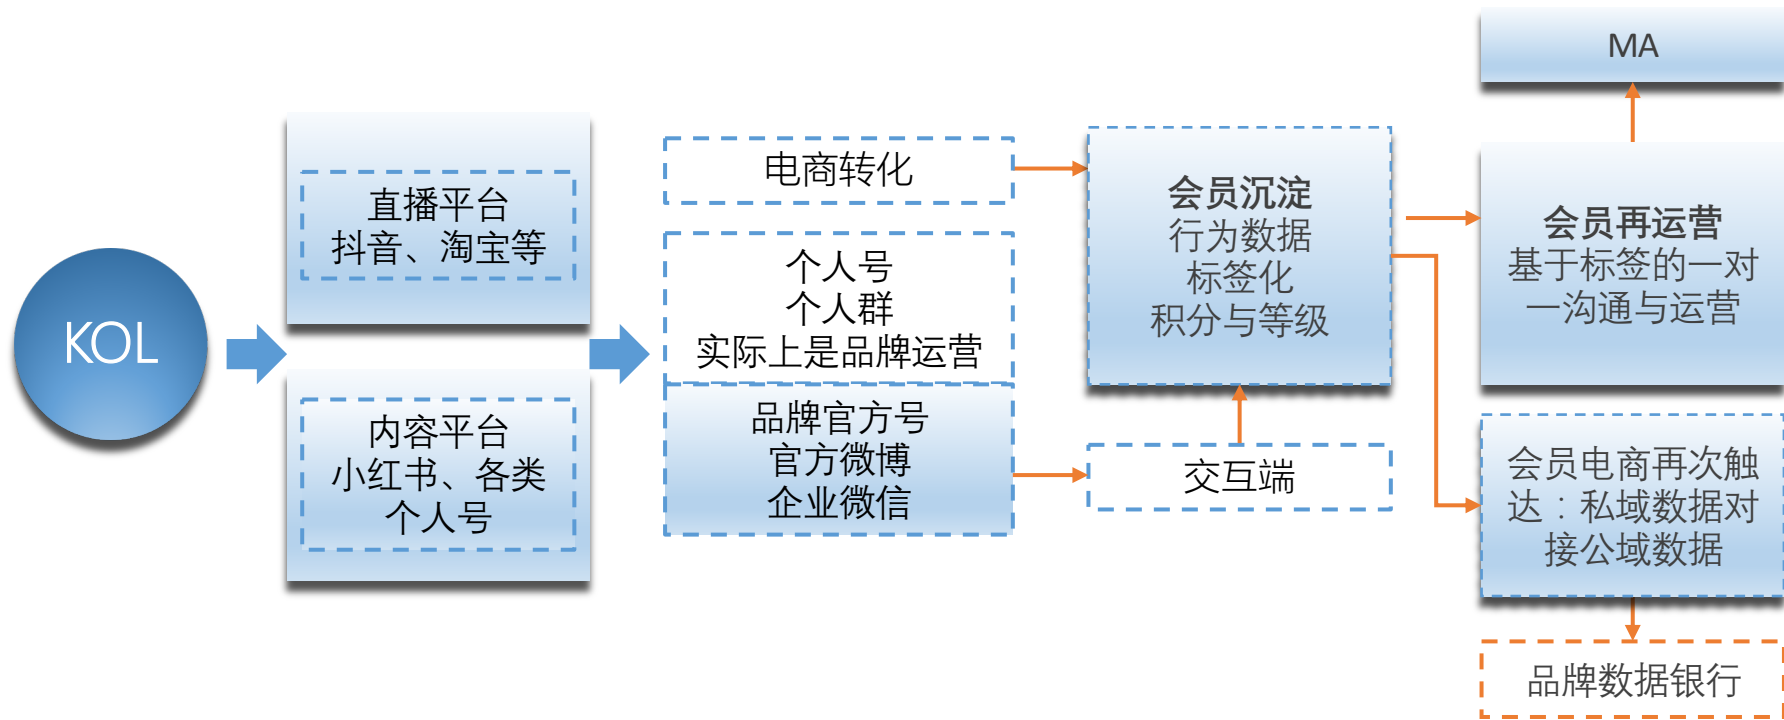 KOL
直播平台
抖音、淘宝等
内容平台
小红书、各类
个人号
电商转化
个人号
个人群
实际上是品牌运营
品牌官方号
官方微博
企业微信
会员沉淀
行为数据
标签化
积分与等级
交互端
MA
会员再运营
基于标签的一对
一沟通与运营
会员电商再次触
达：私域数据对
接公域数据
品牌数据银行